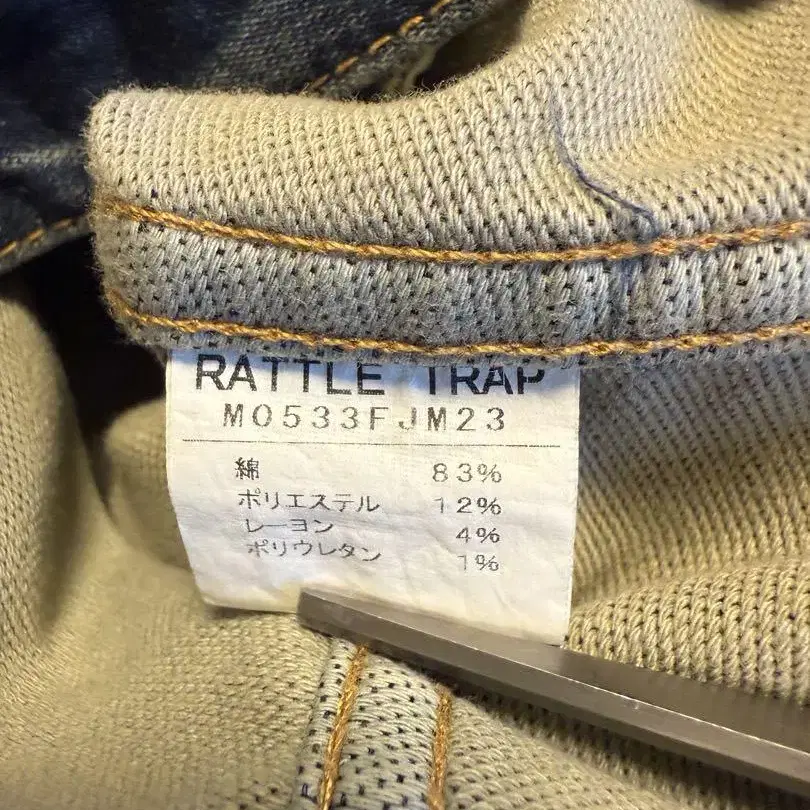 RATTLE TRAP
M0533FJM23
綿 83%
ポリエステル 12%
レーヨン 4%
ポリウレタン 1%